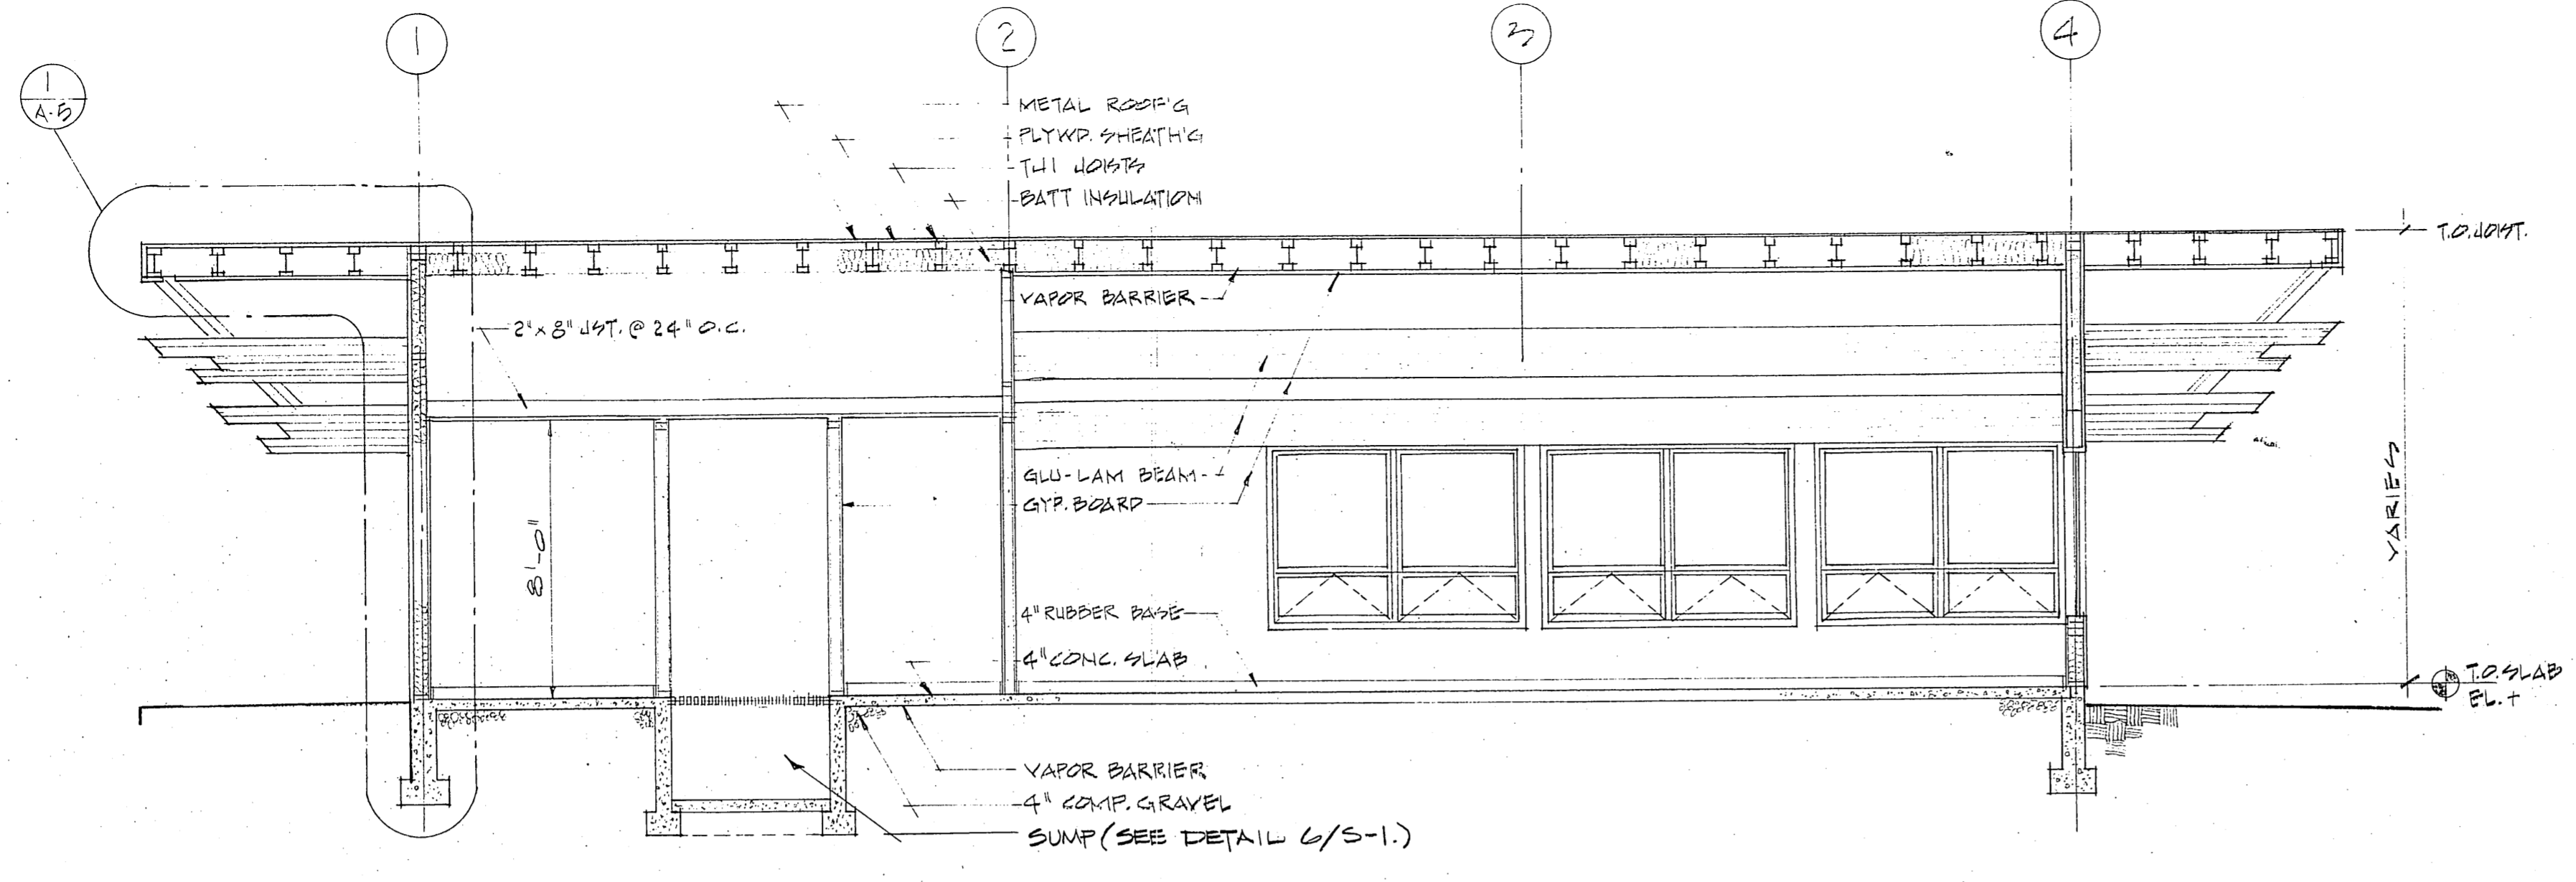 1
2
3
4
1
A-5
METAL ROOF'G
PLYWD. SHEATH'G
TJI JOISTS
BATT INSULATION
T.O. JOIST.
VAPOR BARRIER
2" x 8" JST. @ 24" O.C.
8'-0"
GLU-LAM BEAM
GYP. BOARD
VARIES
4" RUBBER BASE
4" CONC. SLAB
T.O. SLAB
EL. +
VAPOR BARRIER
4" COMP. GRAVEL
SUMP (SEE DETAIL 6/S-1.)